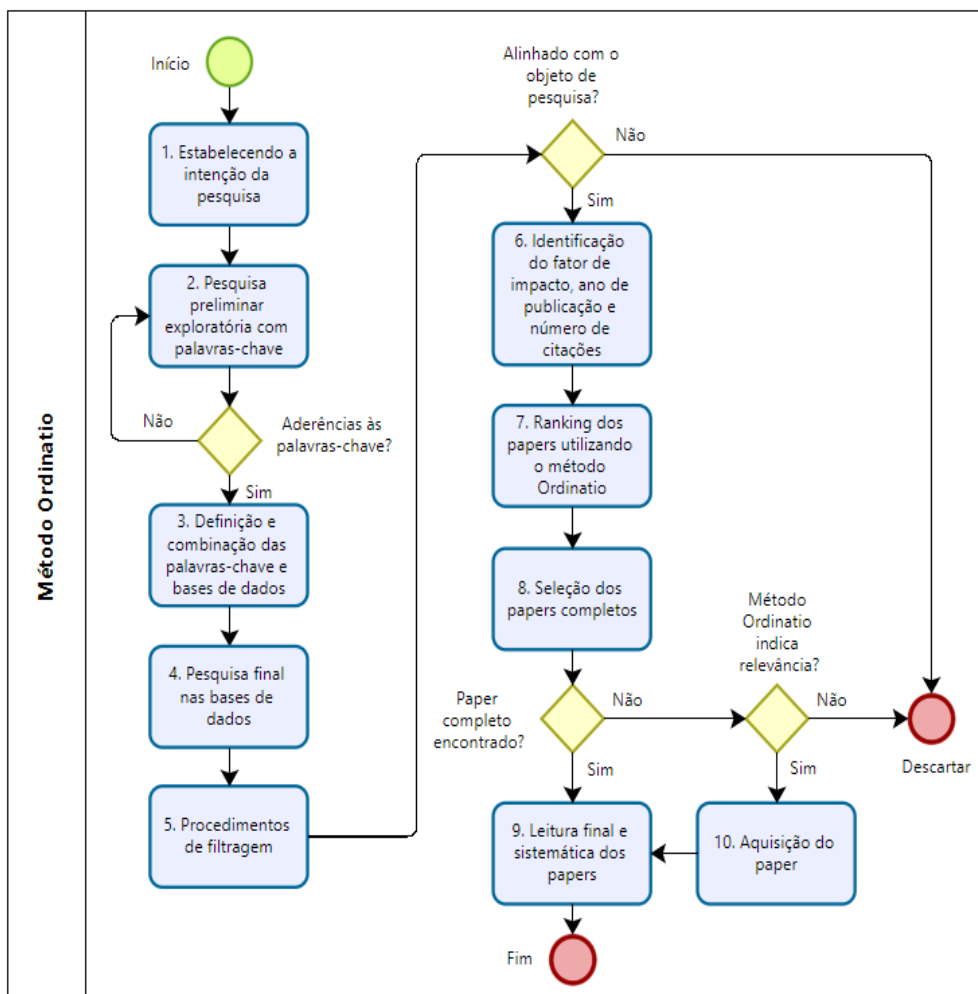 Método Ordinatio
Início
1. Estabelecendo a
intenção da
pesquisa
2. Pesquisa
preliminar
exploratória com
palavras-chave
Não
Aderências às
palavras-chave?
Sim
3. Definição e
combinação das
palavras-chave e
bases de dados
4. Pesquisa final
nas bases de
dados
5. Procedimentos
de filtragem
Alinhado com o
objeto de
pesquisa?
Não
Sim
6. Identificação
do fator de
impacto, ano de
publicação e
número de
citações
7. Ranking dos
papers utilizando
o método
Ordinatio
8. Seleção dos
papers completos
Paper
completo
encontrado?
Não
Sim
Método
Ordinatio
indica
relevância?
Não
Sim
Descartar
9. Leitura final e
sistemática dos
papers
10. Aquisição do
paper
Fim